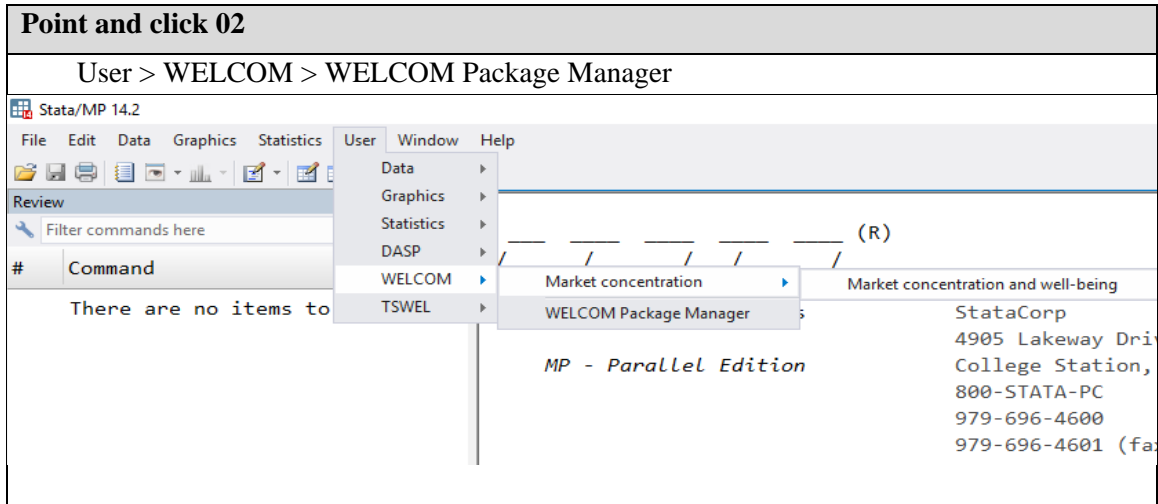 Point and click 02
User > WELCOM > WELCOM Package Manager
Stata/MP 14.2
File Edit Data Graphics Statistics User Window Help
Review
Filter commands here
# Command
There are no items to
Data
Graphics
Statistics
DASP
WELCOM
TSWEL
Market concentration
WELCOM Package Manager
Market concentration and well-being
(R)
StataCorp
4905 Lakeway Dri
MP - Parallel Edition College Station,
800-STATA-PC
979-696-4600
979-696-4601 (fa